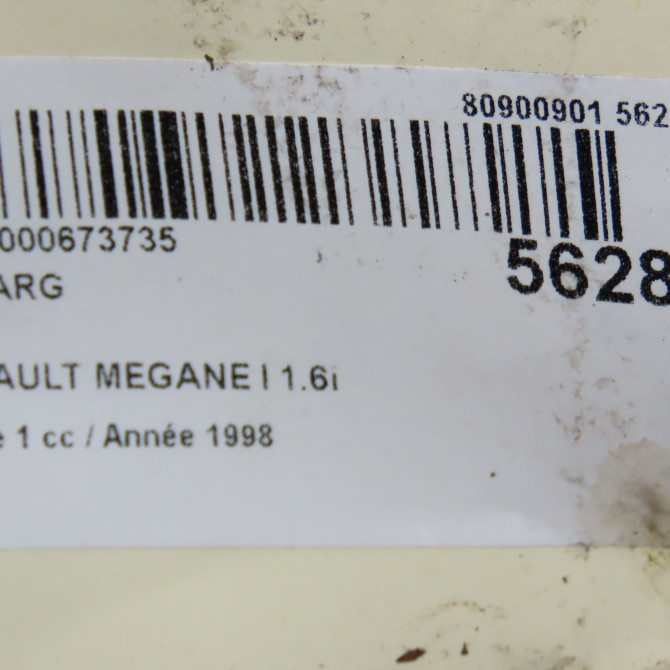 80900901 562
000673735
5628
ARG
AULT MEGANE I 1.6i
e 1 cc / Année 1998